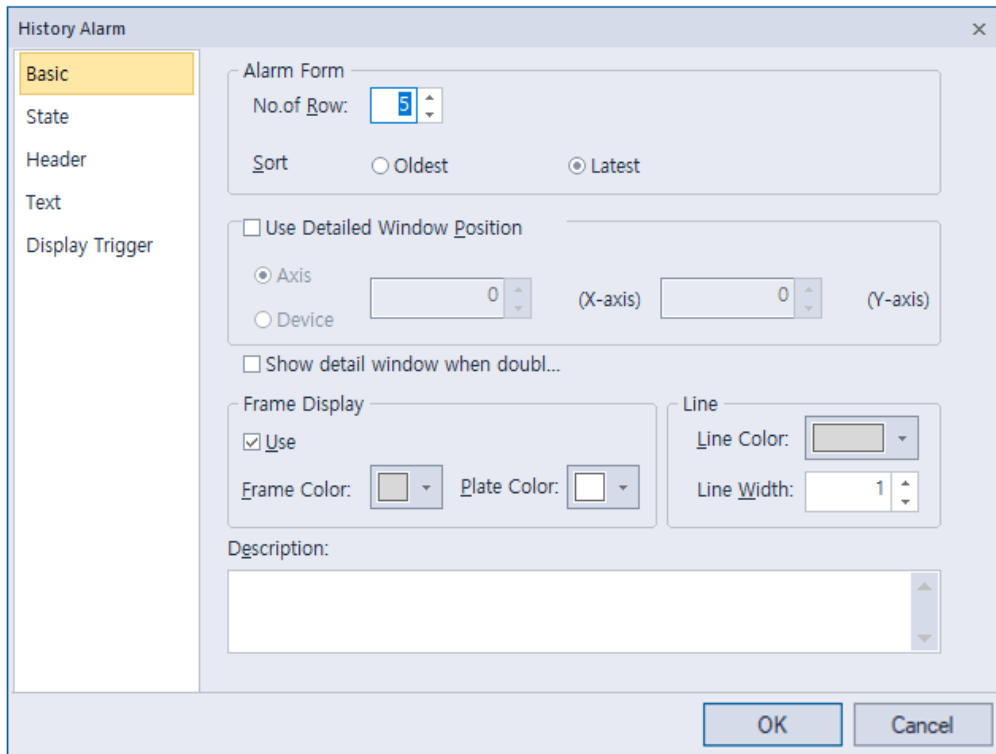 History Alarm
Basic
State
Header
Text
Display Trigger
Alarm Form
No.of Row: 5
Sort Oldest Latest
Use Detailed Window Position
Axis 0 (X-axis) 0 (Y-axis)
Device
Show detail window when doubl...
Frame Display
Use
Frame Color: Plate Color:
Line
Line Color:
Line Width: 1
Description:
OK Cancel